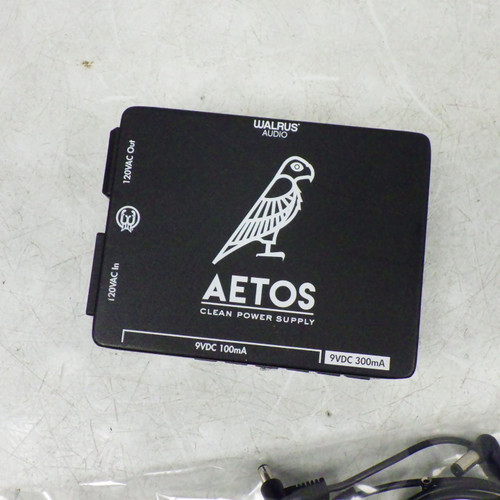 WALRUS
AUDIO
120VAC Out
120VAC In
AETOS
CLEAN POWER SUPPLY
9VDC 100mA
9VDC 300mA